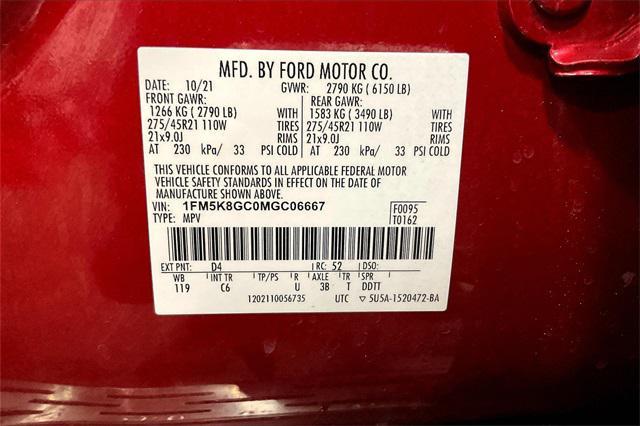 MFD. BY FORD MOTOR CO.
DATE: 10/21 GVWR: 2790 KG ( 6150 LB)
FRONT GAWR: REAR GAWR:
1266 KG ( 2790 LB) WITH 1583 KG ( 3490 LB) WITH
275/45R21 110W TIRES 275/45R21 110W TIRES
21x9.0J RIMS 21x9.0J RIMS
AT 230 kPa/ 33 PSI COLD AT 230 kPa/ 33 PSI COLD
THIS VEHICLE CONFORMS TO ALL APPLICABLE FEDERAL MOTOR
VEHICLE SAFETY STANDARDS IN EFFECT ON THE DATE OF
MANUFACTURE SHOWN ABOVE.
VIN: 1FM5K8GC0MGC06667 F0095
TYPE: MPV T0162
EXT PNT: D4 RC: 52 DSO:
WB INT TR TP/PS R AXLE TR SPR
119 C6 U 3B T DDTT
1202110056735 UTC ▽ 5U5A-1520472-BA